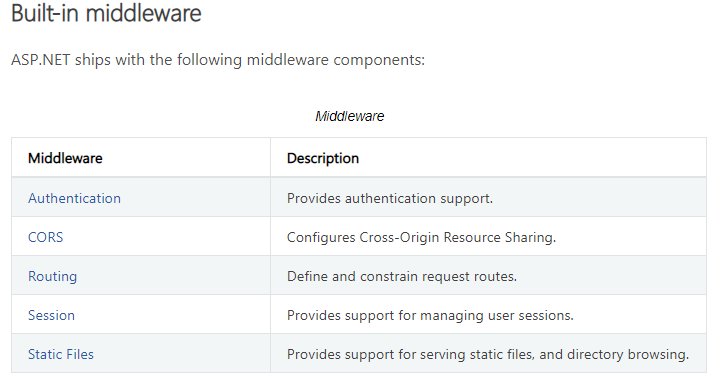 Built-in middleware
ASP.NET ships with the following middleware components:
Middleware
Middleware Description
Authentication Provides authentication support.
CORS Configures Cross-Origin Resource Sharing.
Routing Define and constrain request routes.
Session Provides support for managing user sessions.
Static Files Provides support for serving static files, and directory browsing.